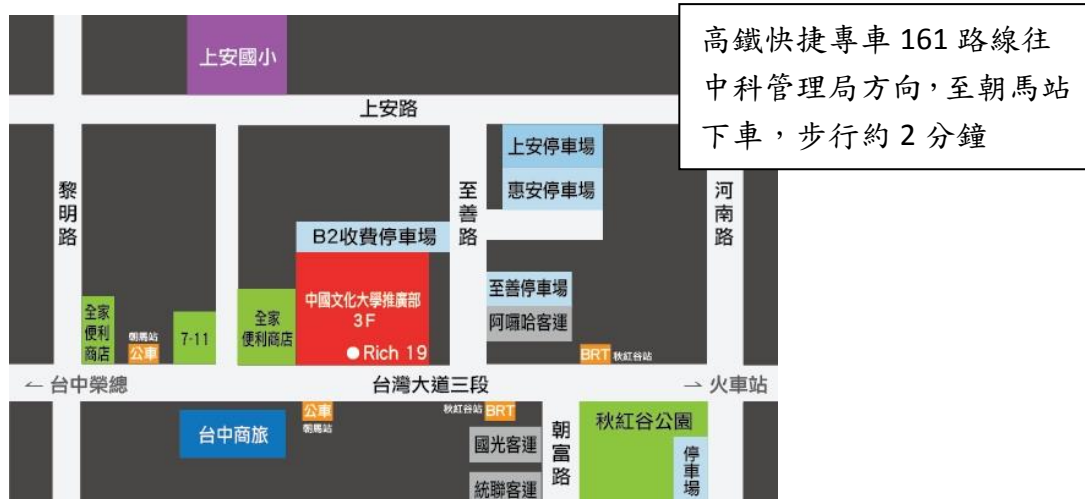 高鐵快捷專車 161 路線往
中科管理局方向，至朝馬站
下車，步行約 2 分鐘
上安國小
上安路
上安停車場
惠安停車場
黎明路
至善路
河南路
B2收費停車場
中國文化大學推廣部
3F
Rich 19
至善停車場
阿囉哈客運
全家
便利
商店
朝馬站
公車
7-11
全家
便利商店
BRT 秋紅谷站
← 台中榮總
台灣大道三段
→ 火車站
台中商旅
公車
朝馬站
秋紅谷站 BRT
國光客運
統聯客運
朝富路
秋紅谷公園
停車場